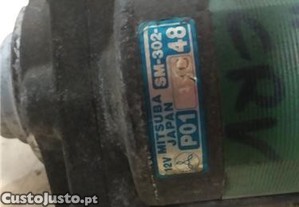 SM-302-
48
MITSUBA
JAPAN
12V
P01
CustoJusto.pt